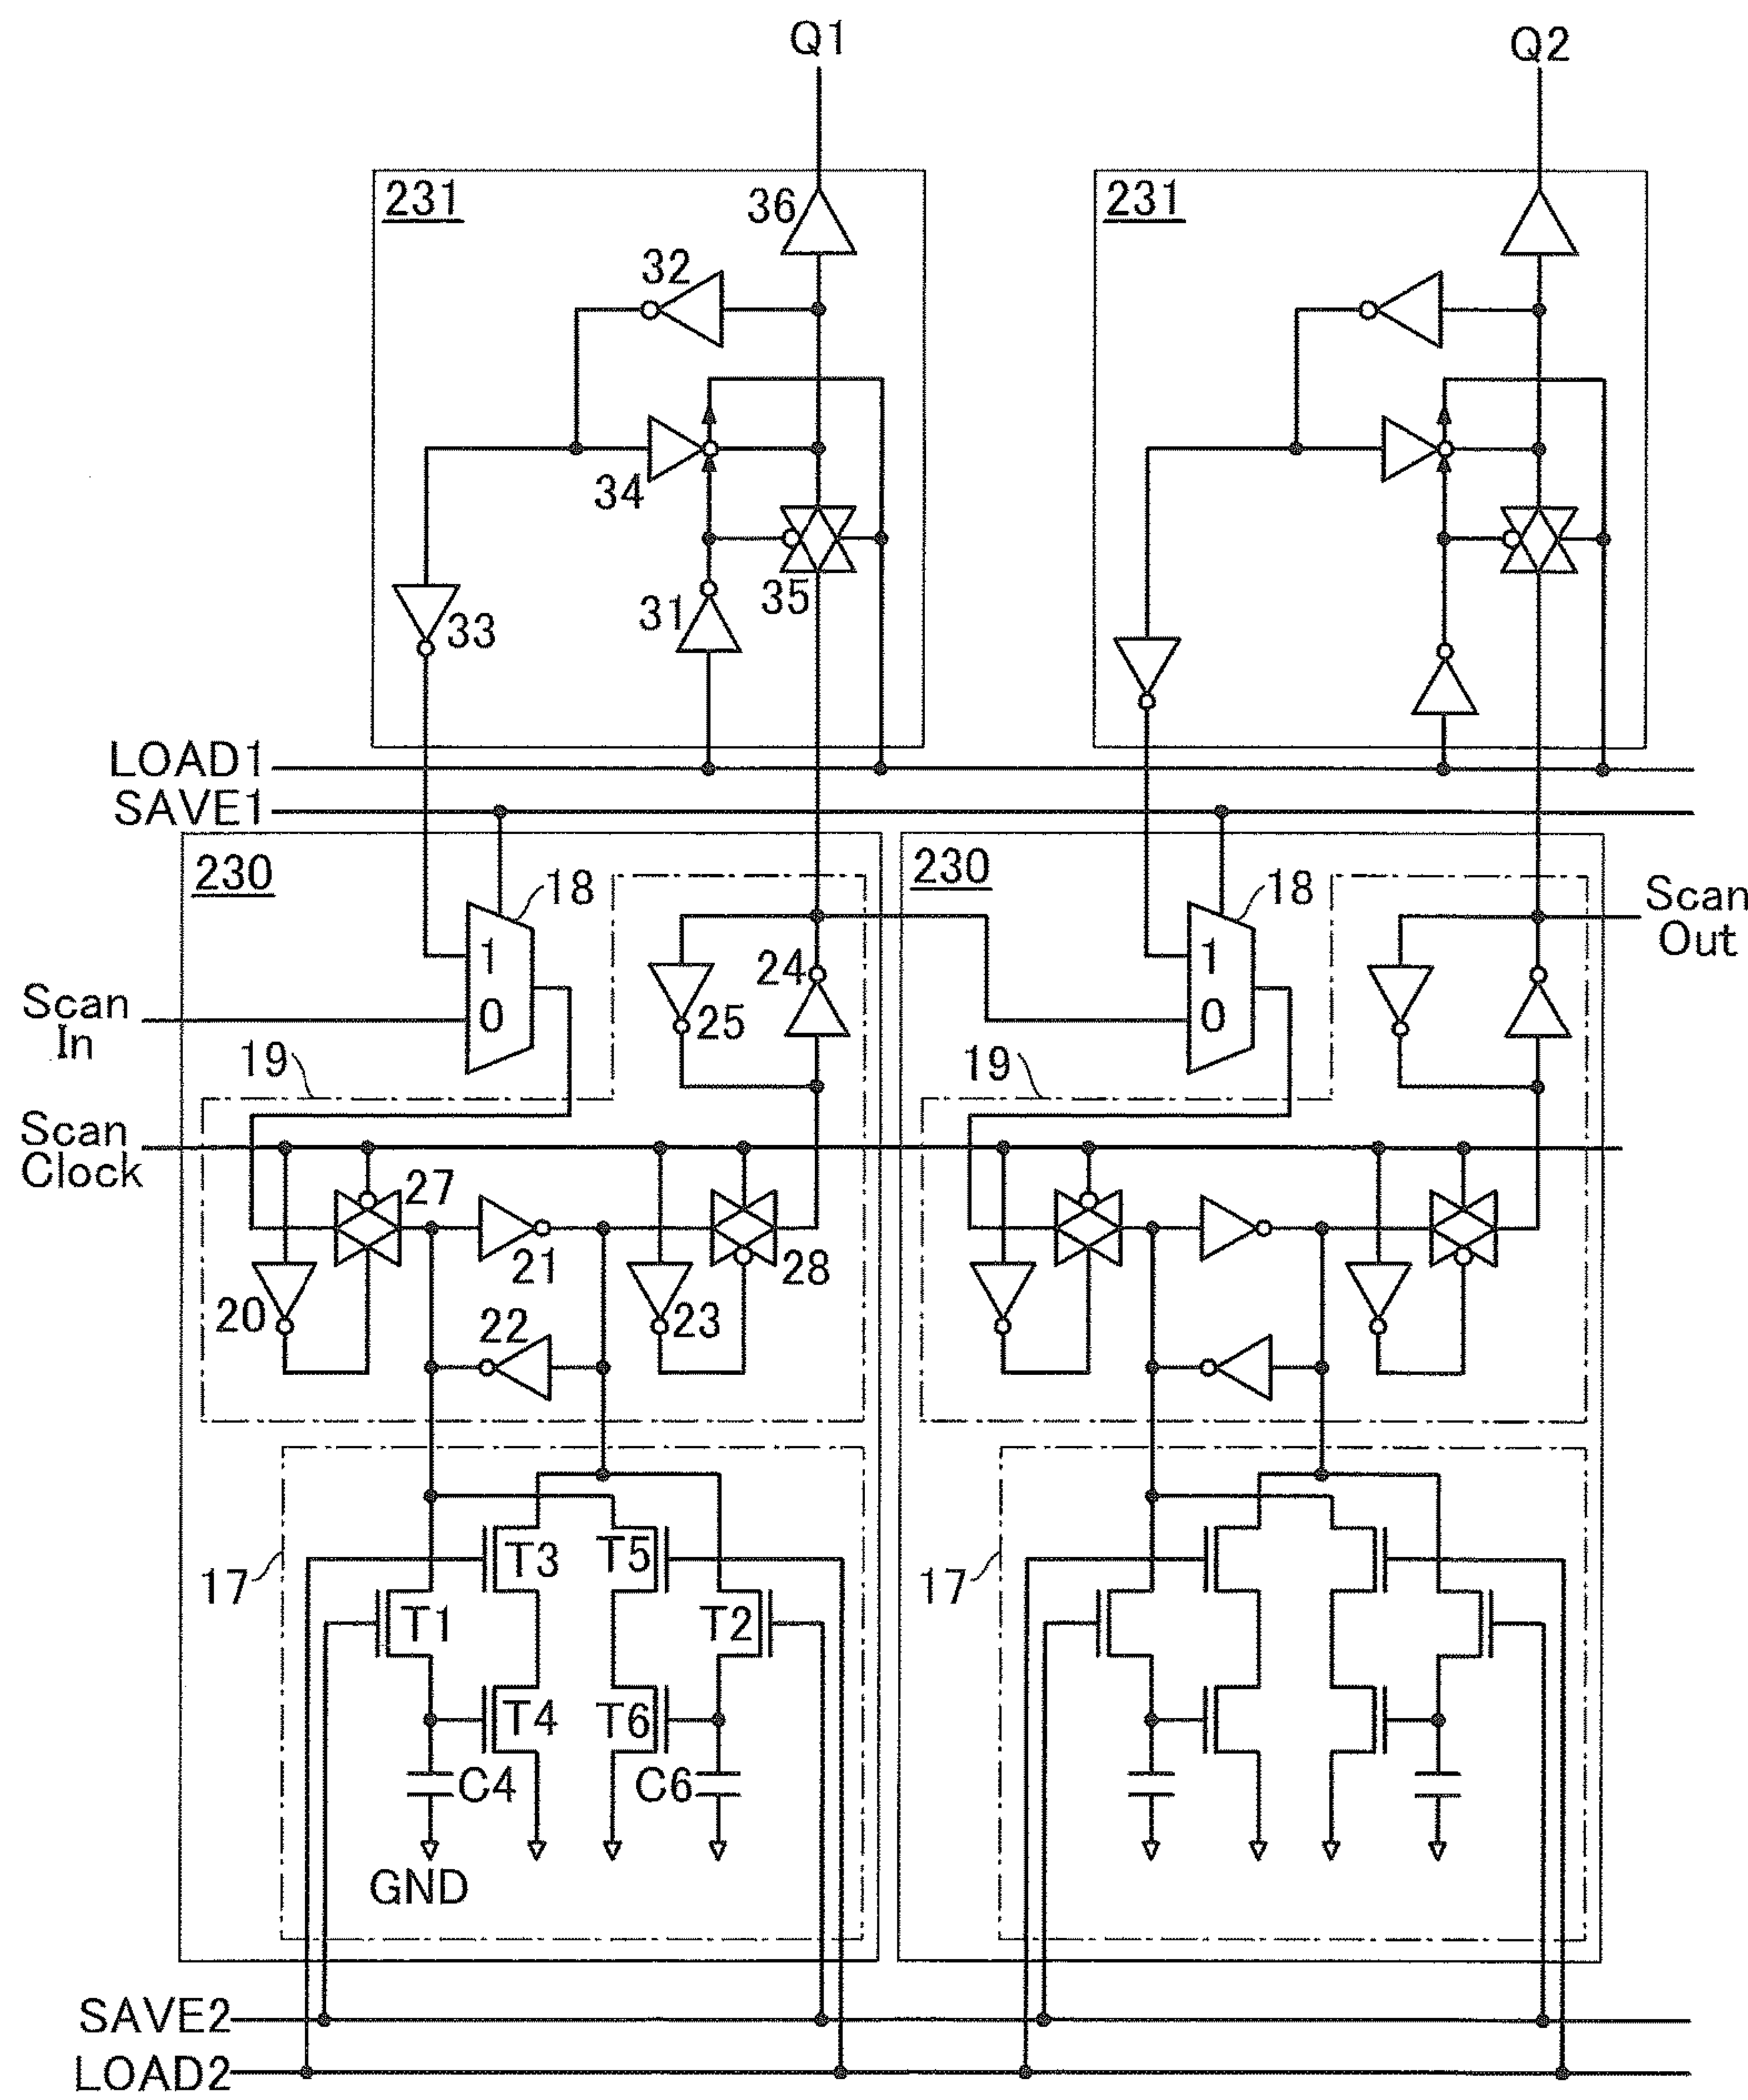 Q1
Q2
231
36
32
34
35
31
33
231
LOAD1
SAVE1
230
18
1
0
24
25
Scan
In
19
230
18
1
0
Scan
Out
19
Scan
Clock
27
21
28
20
22
23
17
T3
T5
T1
T2
T4
T6
C4
C6
GND
17
SAVE2
LOAD2